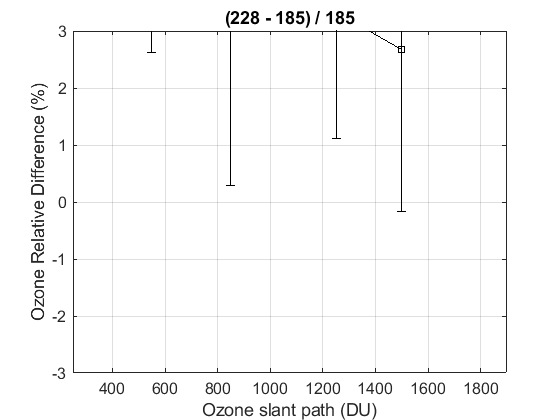 (228 - 185) / 185
Ozone Relative Difference (%)
3
2
1
0
-1
-2
-3
400 600 800 1000 1200 1400 1600 1800
Ozone slant path (DU)